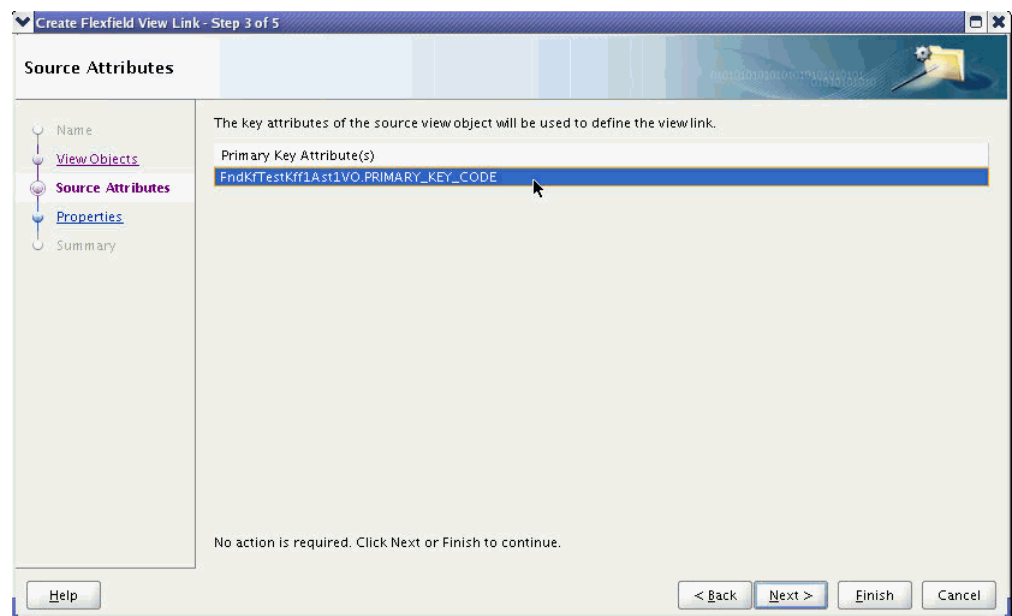 Create Flexfield View Link - Step 3 of 5
Source Attributes
Name
View Objects
Source Attributes
Properties
Summary
The key attributes of the source view object will be used to define the view link.
Primary Key Attribute(s)
FndKfTestKff1Ast1VO.PRIMARY_KEY_CODE
No action is required. Click Next or Finish to continue.
Help
< Back
Next >
Finish
Cancel